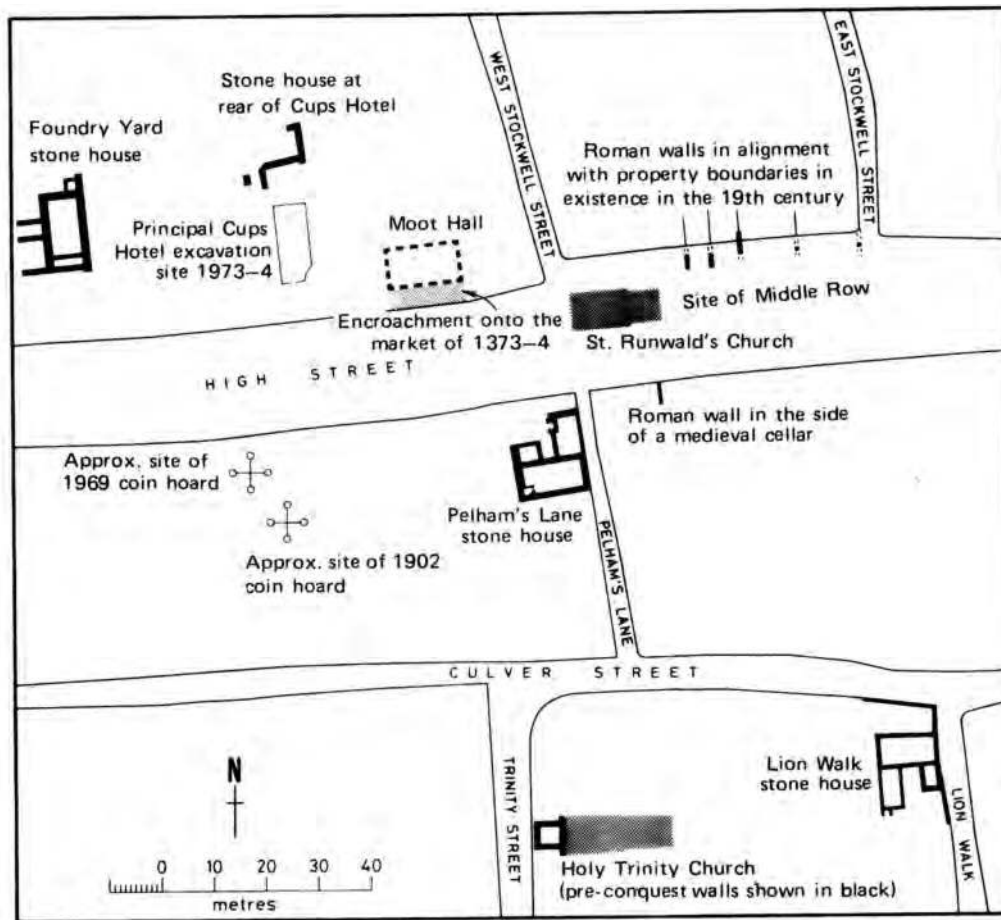 Stone house at
rear of Cups Hotel
Foundry Yard
stone house
Principal Cups
Hotel excavation
site 1973–4
Moot Hall
WEST STOCKWELL STREET
EAST STOCKWELL STREET
Roman walls in alignment
with property boundaries in
existence in the 19th century
Encroachment onto the
market of 1373–4
Site of Middle Row
St. Runwald's Church
HIGH STREET
Roman wall in the side
of a medieval cellar
Approx. site of
1969 coin hoard
Approx. site of 1902
coin hoard
Pelham's Lane
stone house
PELHAM'S LANE
CULVER STREET
TRINITY STREET
Lion Walk
stone house
LION WALK
Holy Trinity Church
(pre-conquest walls shown in black)
N
0 10 20 30 40
metres